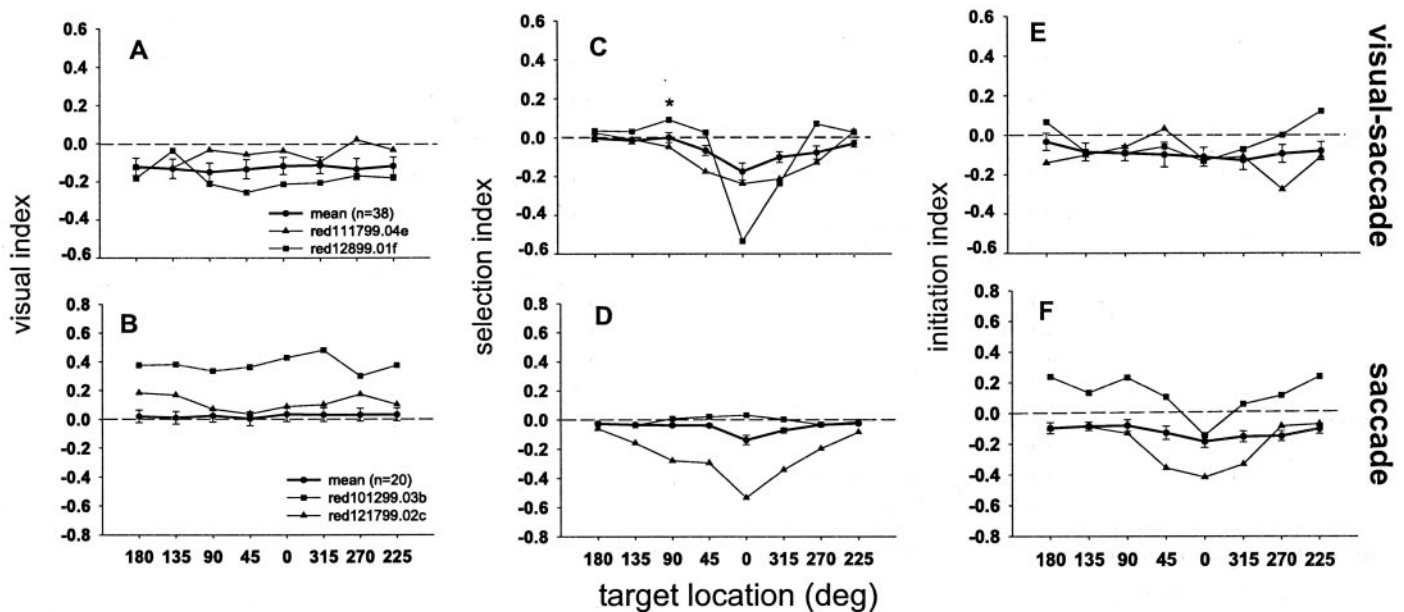 A
0.6
0.4
0.2
0.0
-0.2
-0.4
-0.6
mean (n=38)
red111799.04e
red12899.01f
visual index
B
0.8
0.6
0.4
0.2
0.0
-0.2
-0.4
-0.6
-0.8
mean (n=20)
red101299.03b
red121799.02c
180 135 90 45 0 315 270 225
C
0.6
0.4
0.2
0.0
-0.2
-0.4
-0.6
*
selection index
D
0.8
0.6
0.4
0.2
0.0
-0.2
-0.4
-0.6
-0.8
180 135 90 45 0 315 270 225
target location (deg)
E
0.6
0.4
0.2
0.0
-0.2
-0.4
-0.6
initiation index
F
0.8
0.6
0.4
0.2
0.0
-0.2
-0.4
-0.6
-0.8
180 135 90 45 0 315 270 225
visual-saccade
saccade